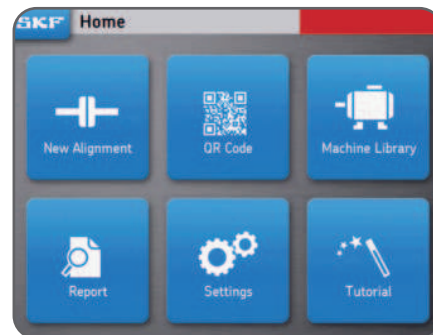 SKF Home
New Alignment QR Code Machine Library
Report Settings Tutorial